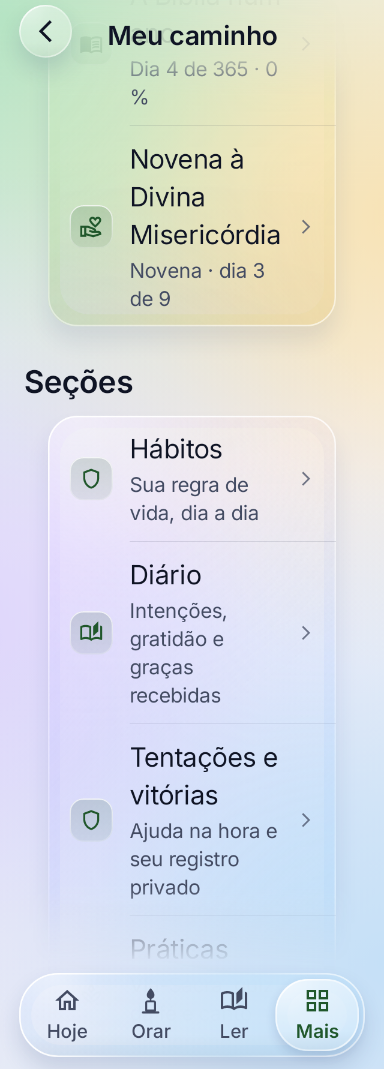 A Bíblia num
Meu caminho
Dia 4 de 365 · 0
%
Novena à
Divina
Misericórdia
Novena · dia 3
de 9
Seções
Hábitos
Sua regra de
vida, dia a dia
Diário
Intenções,
gratidão e
graças
recebidas
Tentações e
vitórias
Ajuda na hora e
seu registro
privado
Práticas
Hoje
Orar
Ler
Mais